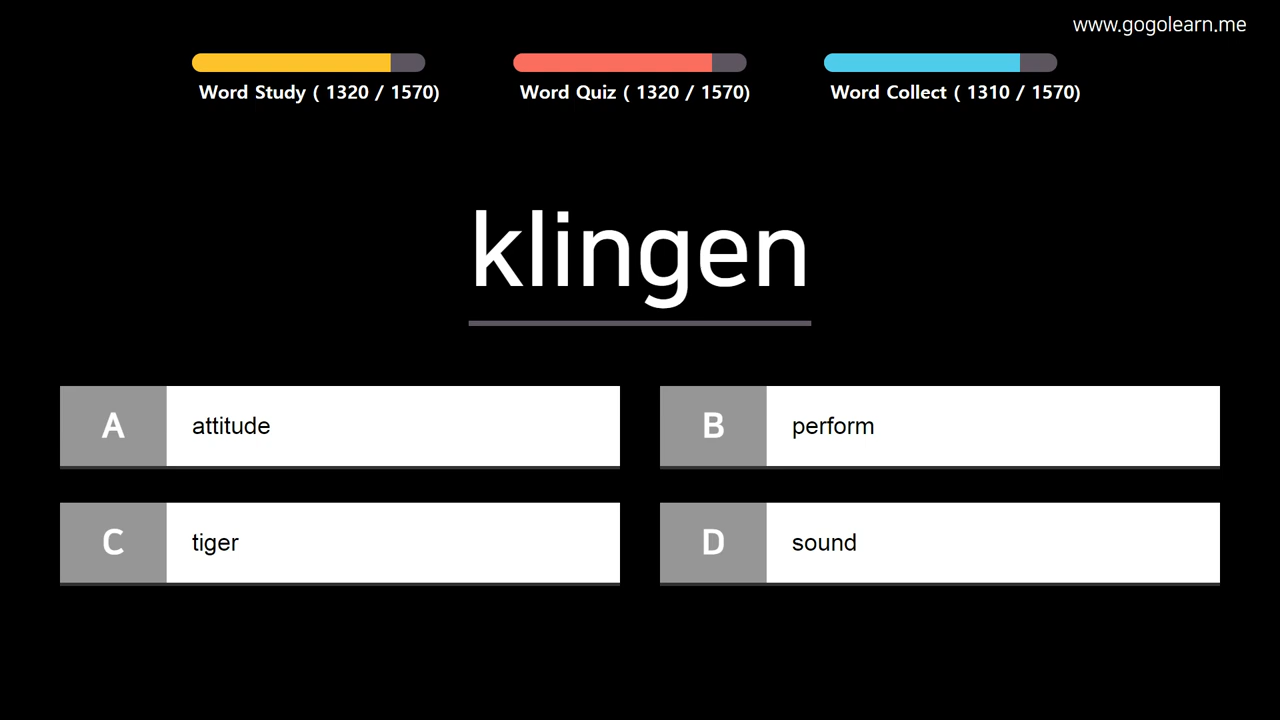 www.gogolearn.me
Word Study ( 1320 / 1570)
Word Quiz ( 1320 / 1570)
Word Collect ( 1310 / 1570)
klingen
A attitude
B perform
C tiger
D sound